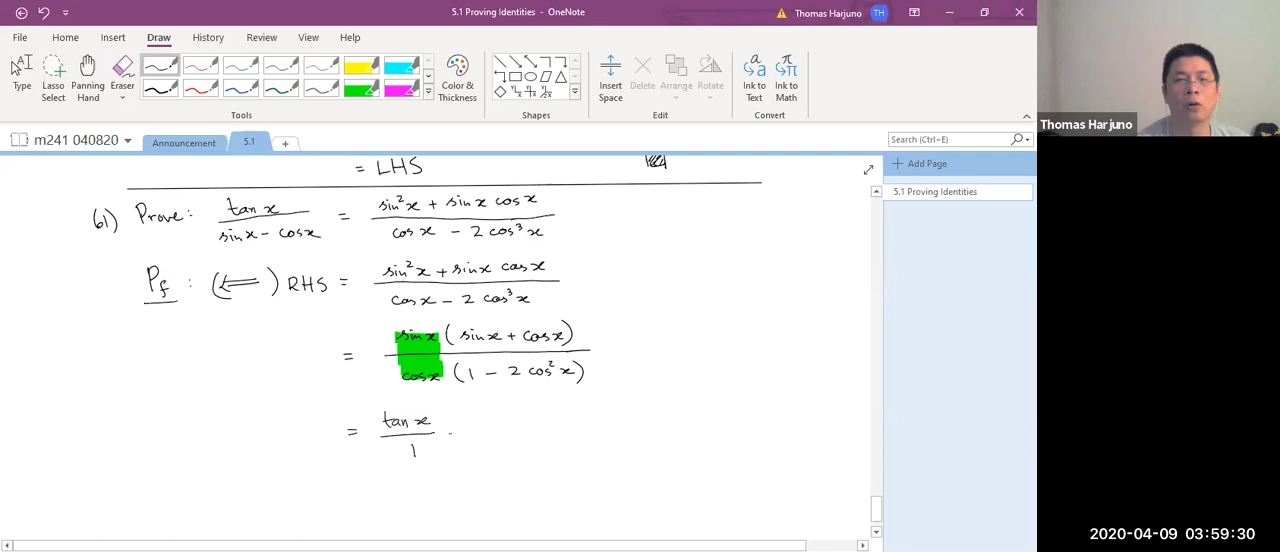 5.1 Proving Identities - OneNote
Thomas Harjuno TH
File Home Insert Draw History Review View Help
Type
Lasso Select
Panning Hand
Eraser
Color & Thickness
Insert Space
Delete
Arrange
Rotate
Ink to Text
Ink to Math
Tools
Shapes
Edit
Convert
m241 040820
Announcement
5.1
Search (Ctrl+E)
Add Page
5.1 Proving Identities
Thomas Harjuno
= LHS
61) Prove: tan x / (sin x - cos x) = (sin²x + sin x cos x) / (cos x - 2 cos³x)
Pf : (⇐) RHS = (sin²x + sin x cos x) / (cos x - 2 cos³x)
= sin x (sin x + cos x) / cos x (1 - 2 cos²x)
= tan x / 1 ·
2020-04-09 03:59:30